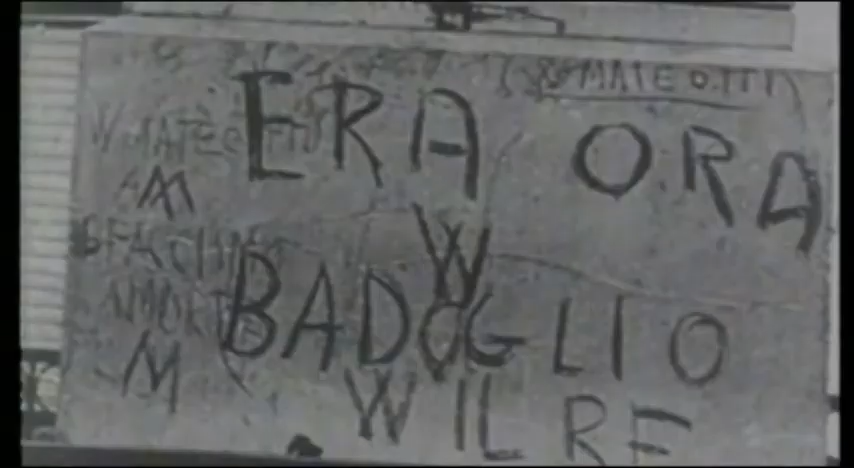 MATEOTTI
ERA ORA
W MATEOTTI
M
W
BADOGLIO
A MORTE
M
W IL RE